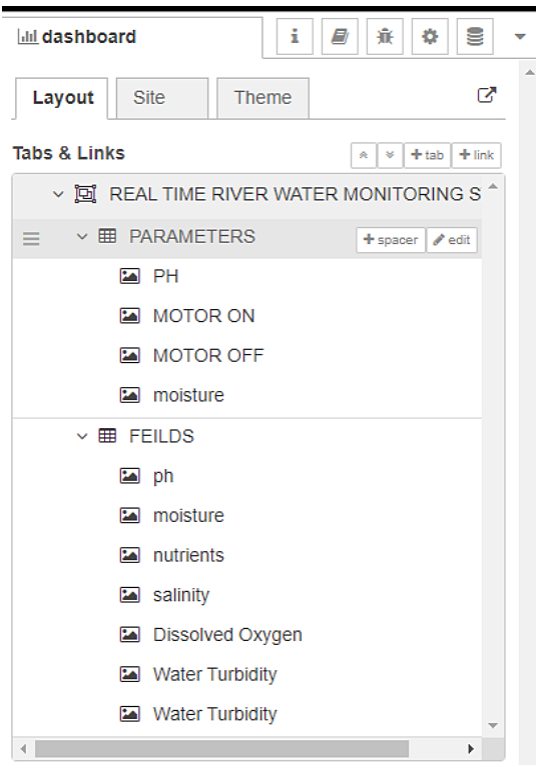 dashboard
Layout Site Theme
Tabs & Links +tab +link
REAL TIME RIVER WATER MONITORING S
PARAMETERS +spacer edit
PH
MOTOR ON
MOTOR OFF
moisture
FEILDS
ph
moisture
nutrients
salinity
Dissolved Oxygen
Water Turbidity
Water Turbidity